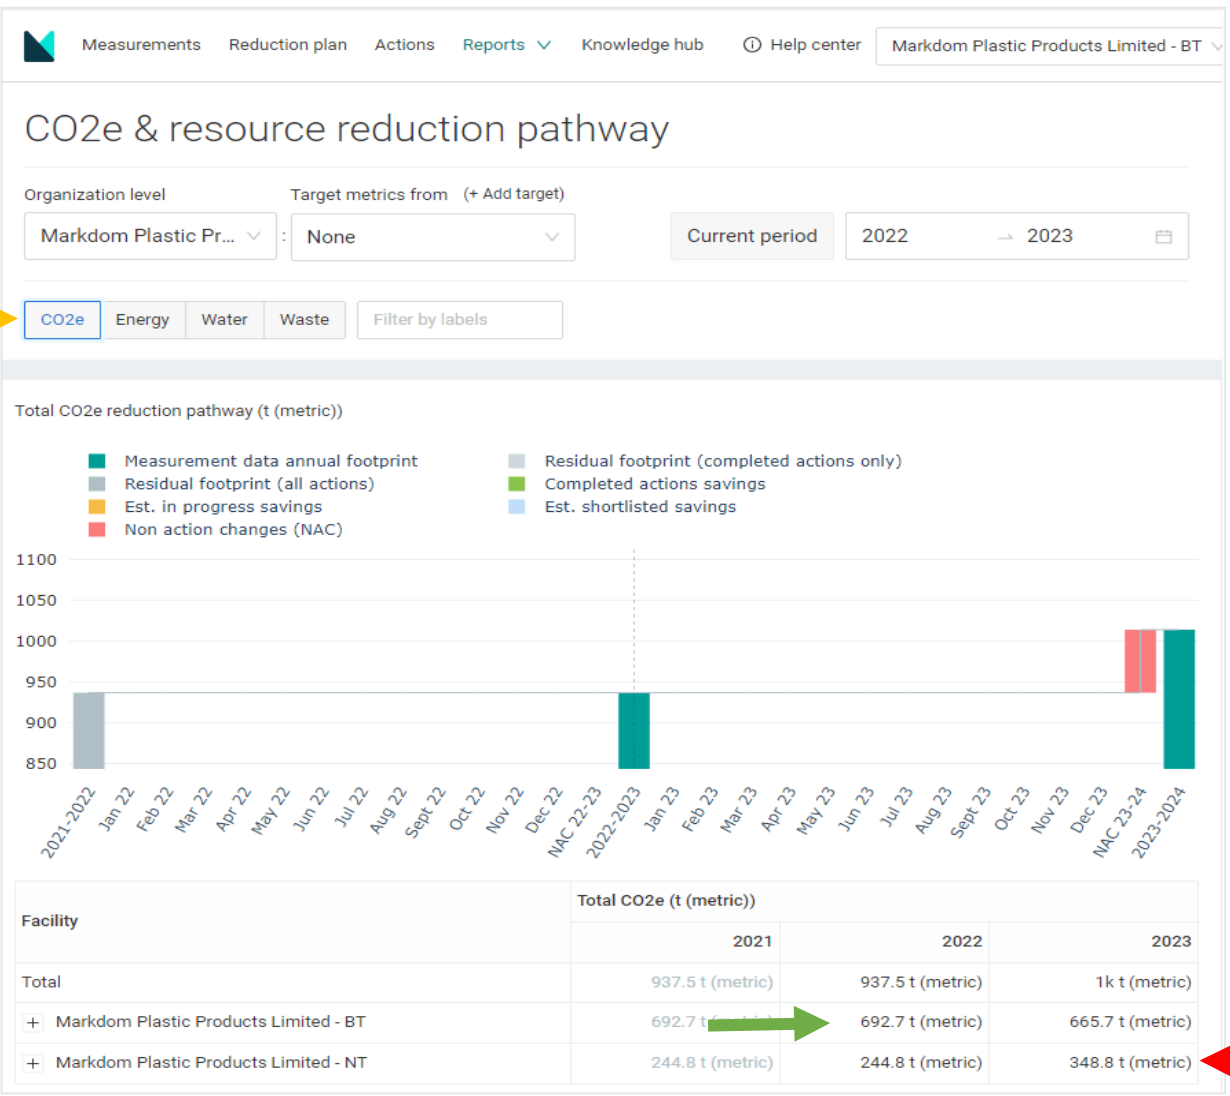 Measurements Reduction plan Actions Reports Knowledge hub Help center Markdom Plastic Products Limited - BT
CO2e & resource reduction pathway
Organization level Target metrics from (+ Add target)
Markdom Plastic Pr... : None Current period 2022 → 2023
CO2e Energy Water Waste Filter by labels
Total CO2e reduction pathway (t (metric))
Measurement data annual footprint Residual footprint (completed actions only)
Residual footprint (all actions) Completed actions savings
Est. in progress savings Est. shortlisted savings
Non action changes (NAC)
1100
1050
1000
950
900
850
2021-2022 Jan 22 Feb 22 Mar 22 Apr 22 May 22 Jun 22 Jul 22 Aug 22 Sept 22 Oct 22 Nov 22 Dec 22 NAC 22-23 2022-2023 Jan 23 Feb 23 Mar 23 Apr 23 May 23 Jun 23 Jul 23 Aug 23 Sept 23 Oct 23 Nov 23 Dec 23 NAC 23-24 2023-2024
Facility Total CO2e (t (metric))
2021 2022 2023
Total 937.5 t (metric) 937.5 t (metric) 1k t (metric)
+ Markdom Plastic Products Limited - BT 692.7 t 692.7 t (metric) 665.7 t (metric)
+ Markdom Plastic Products Limited - NT 244.8 t (metric) 244.8 t (metric) 348.8 t (metric)